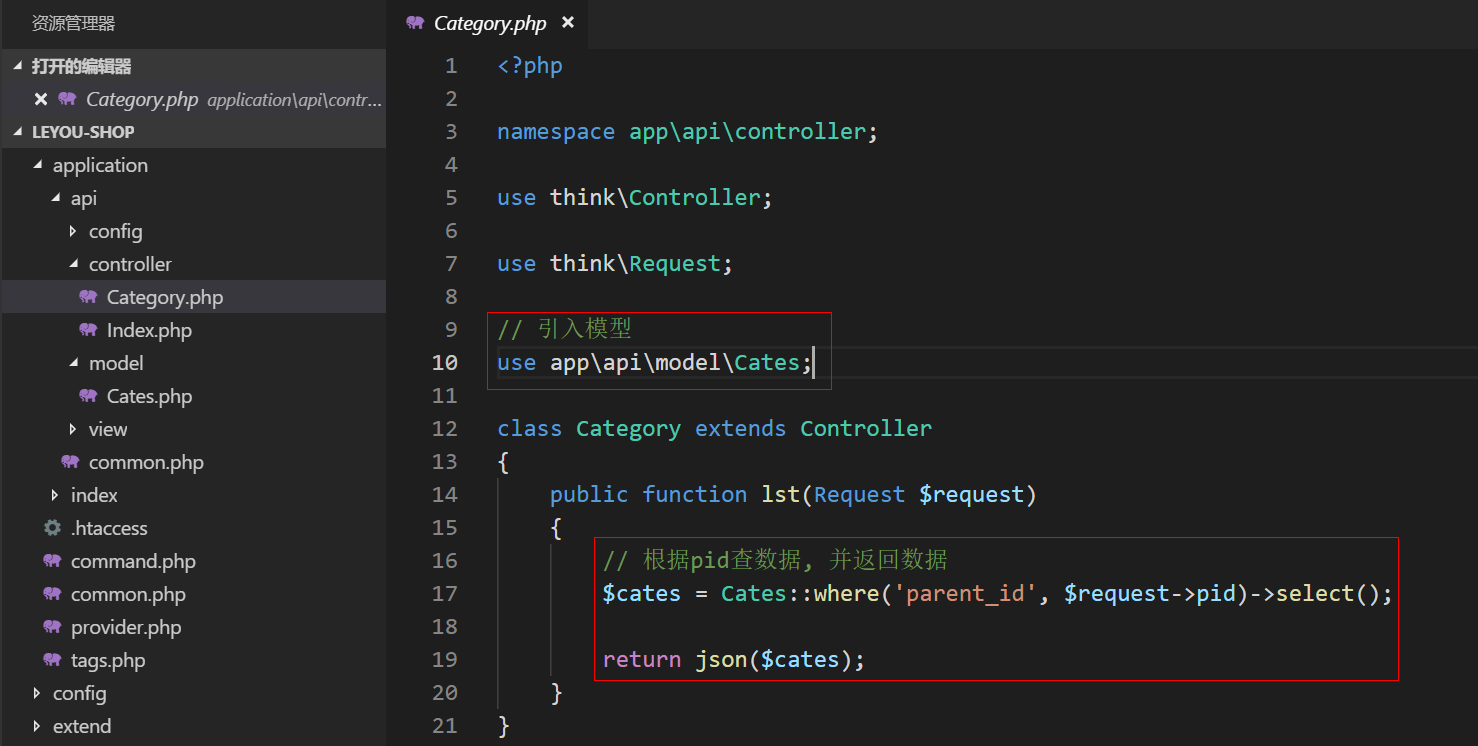 资源管理器
打开的编辑器
Category.php application\api\contr...
LEYOU-SHOP
application
api
config
controller
Category.php
Index.php
model
Cates.php
view
common.php
index
.htaccess
command.php
common.php
provider.php
tags.php
config
extend
Category.php
1 <?php
2
3 namespace app\api\controller;
4
5 use think\Controller;
6
7 use think\Request;
8
9 // 引入模型
10 use app\api\model\Cates;
11
12 class Category extends Controller
13 {
14 public function lst(Request $request)
15 {
16 // 根据pid查数据, 并返回数据
17 $cates = Cates::where('parent_id', $request->pid)->select();
18
19 return json($cates);
20 }
21 }